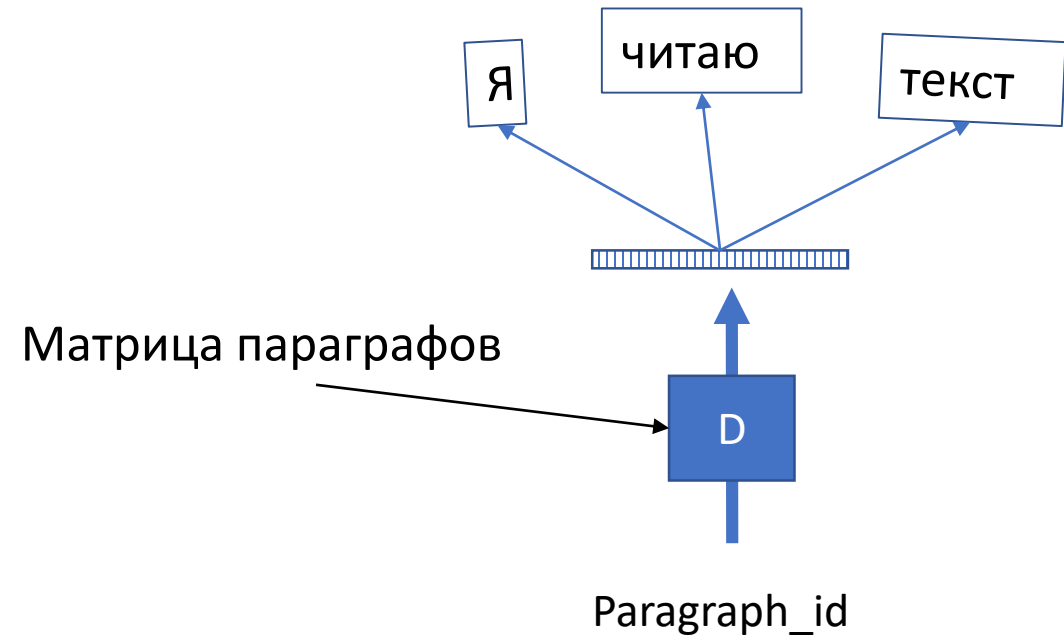 Я
читаю
текст
Матрица параграфов
D
Paragraph_id